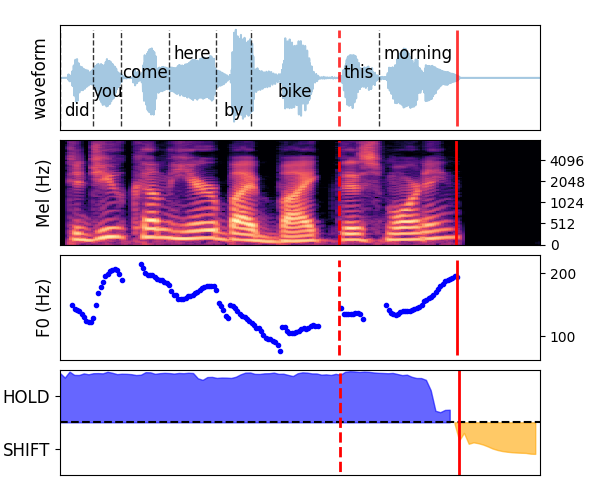 waveform
did
you
come
here
by
bike
this
morning
Mel (Hz)
4096
2048
1024
512
0
F0 (Hz)
200
100
HOLD
SHIFT